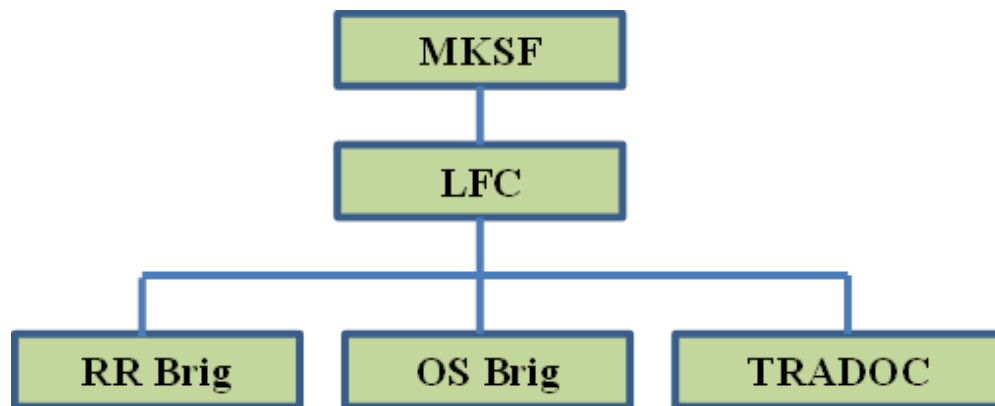 MKSF
LFC
RR Brig
OS Brig
TRADOC